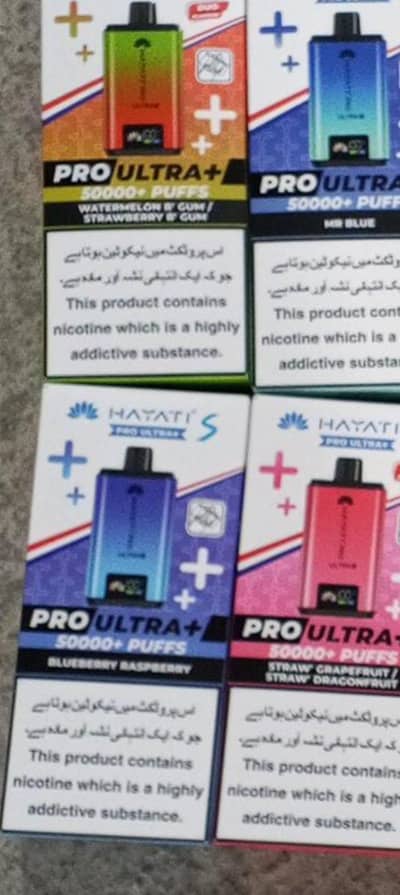 DUO
HAYATI
PRO ULTRA+
50000+ PUFFS
WATERMELON B' GUM /
STRAWBERRY B' GUM
اس پروڈکٹ میں نیکوٹین ہوتا ہے
جو کہ ایک انتہائی نشہ آور مادہ ہے۔
This product contains
nicotine which is a highly
addictive substance.
PRO ULTRA
50000+ PUFFS
MR BLUE
This product cont
nicotine which is a
addictive substa
HAYATI S
PRO ULTRA+
PRO ULTRA+
50000+ PUFFS
BLUEBERRY RASPBERRY
اس پروڈکٹ میں نیکوٹین ہوتا ہے
جو کہ ایک انتہائی نشہ آور مادہ ہے۔
This product contains
nicotine which is a highly
addictive substance.
HAYATI
PRO ULTRA+
PRO ULTRA+
50000+ PUFFS
STRAW' GRAPEFRUIT /
STRAW' DRAGONFRUIT
This product contains
nicotine which is a high
addictive substance.